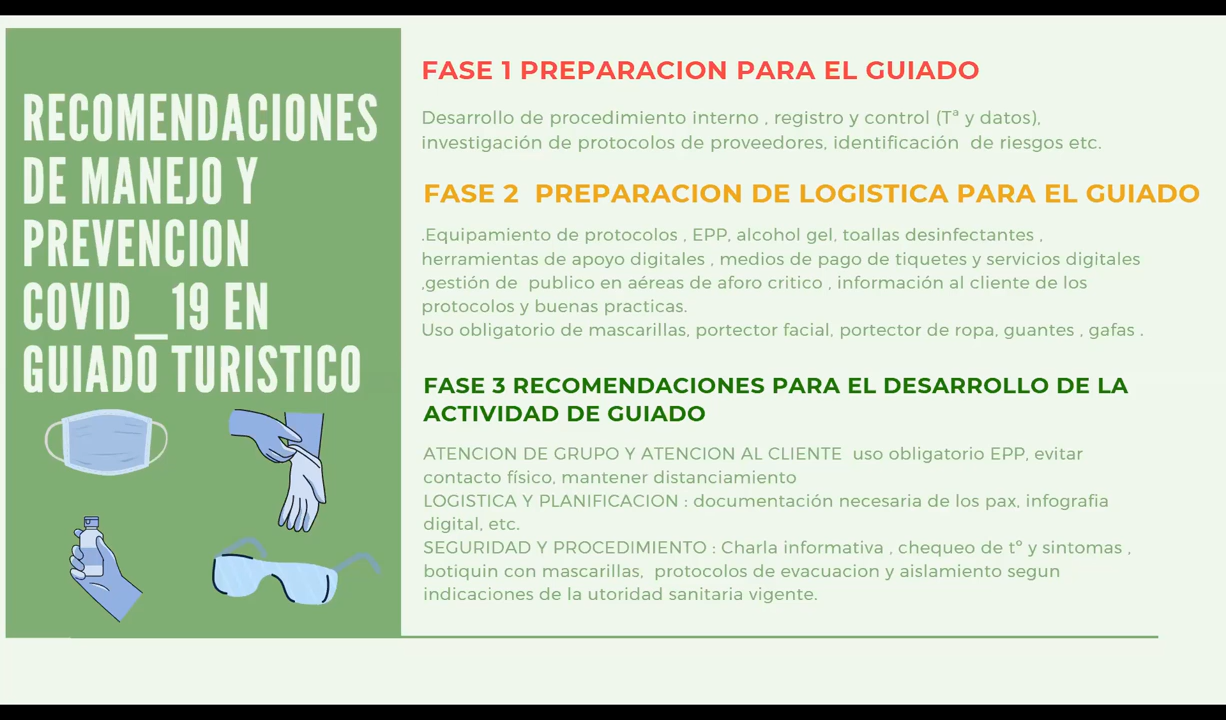 RECOMENDACIONES
DE MANEJO Y
PREVENCION
COVID_19 EN
GUIADO TURISTICO
FASE 1 PREPARACION PARA EL GUIADO
Desarrollo de procedimiento interno , registro y control (Tª y datos),
investigación de protocolos de proveedores, identificación  de riesgos etc.
FASE 2  PREPARACION DE LOGISTICA PARA EL GUIADO
.Equipamiento de protocolos , EPP, alcohol gel, toallas desinfectantes ,
herramientas de apoyo digitales , medios de pago de tiquetes y servicios digitales
,gestión de  publico en aéreas de aforo critico , información al cliente de los
protocolos y buenas practicas.
Uso obligatorio de mascarillas, portector facial, portector de ropa, guantes , gafas .
FASE 3 RECOMENDACIONES PARA EL DESARROLLO DE LA
ACTIVIDAD DE GUIADO
ATENCION DE GRUPO Y ATENCION AL CLIENTE  uso obligatorio EPP, evitar
contacto físico, mantener distanciamiento
LOGISTICA Y PLANIFICACION : documentación necesaria de los pax, infografia
digital, etc.
SEGURIDAD Y PROCEDIMIENTO : Charla informativa , chequeo de tº y sintomas ,
botiquin con mascarillas,  protocolos de evacuacion y aislamiento segun
indicaciones de la utoridad sanitaria vigente.